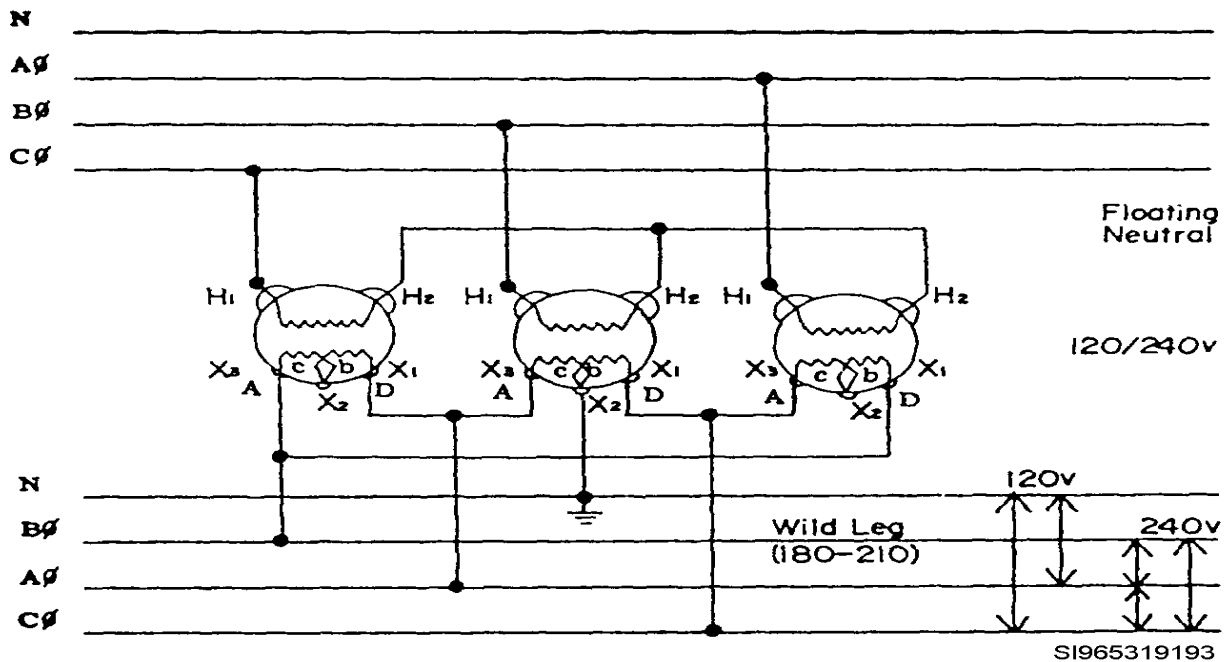 N
AØ
BØ
CØ
Floating
Neutral
H1 H2 H1 H2 H1 H2
120/240v
X3 c b X1 X3 c b X1 X3 c b X1
A X2 D A X2 D A X2 D
N
120v
BØ
Wild Leg
240v
(180-210)
AØ
CØ
SI965319193